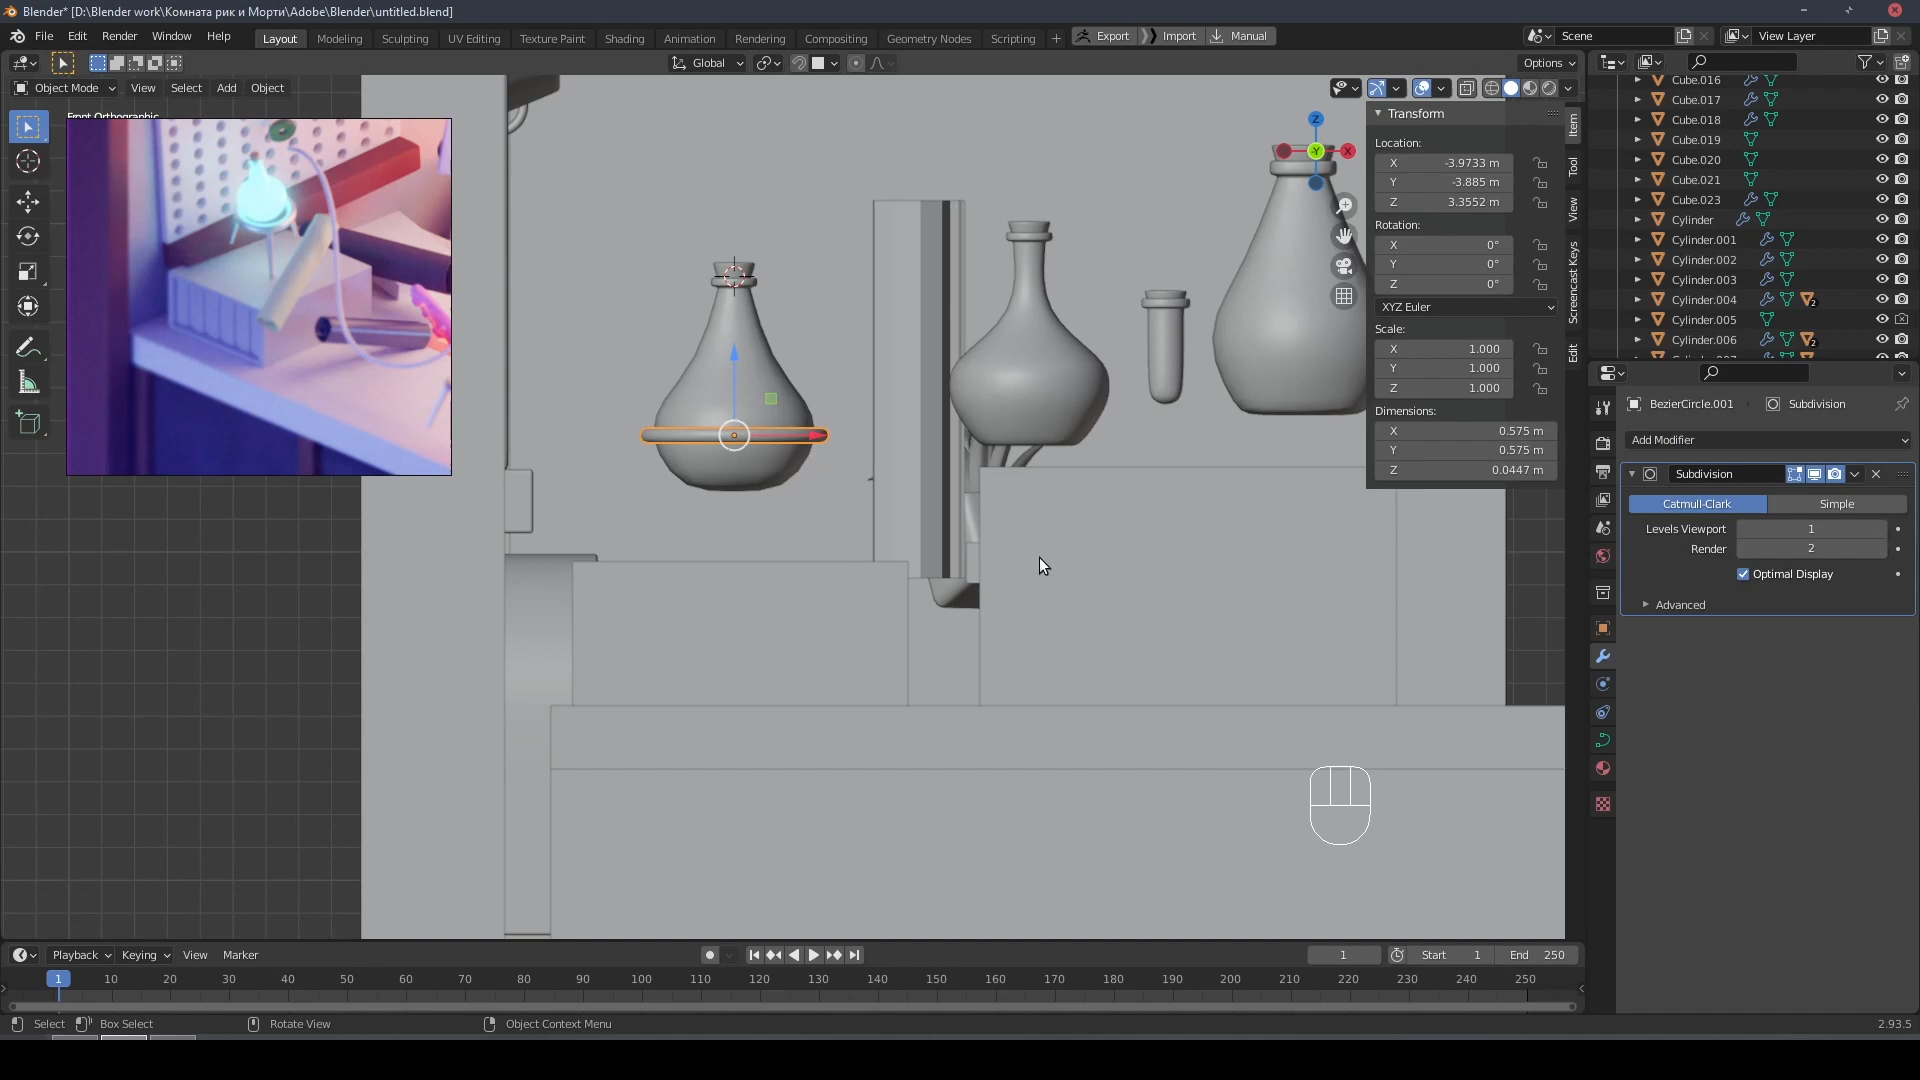 Blender* [D:\Blender work\Комната рик и Морти\Adobe\Blender\untitled.blend]
File Edit Render Window Help Layout Modeling Sculpting UV Editing Texture Paint Shading Animation Rendering Compositing Geometry Nodes Scripting + Export Import Manual Scene View Layer
Global Options
Object Mode View Select Add Object
Cube.016
Cube.017
Cube.018
Cube.019
Cube.020
Cube.021
Cube.023
Cylinder
Cylinder.001
Cylinder.002
Cylinder.003
Cylinder.004 2
Cylinder.005
Cylinder.006 2
Front Orthographic
Z
Y
X
Transform
Location:
X -3.9733 m
Y -3.885 m
Z 3.3552 m
Rotation:
X 0°
Y 0°
Z 0°
XYZ Euler
Scale:
X 1.000
Y 1.000
Z 1.000
Dimensions:
X 0.575 m
Y 0.575 m
Z 0.0447 m
Item
Tool
View
Screencast Keys
Edit
BezierCircle.001 Subdivision
Add Modifier
Subdivision
Catmull-Clark Simple
Levels Viewport 1
Render 2
Optimal Display
Advanced
Playback Keying View Marker 1 Start 1 End 250
1 10 20 30 40 50 60 70 80 90 100 110 120 130 140 150 160 170 180 190 200 210 220 230 240 250
Select Box Select Rotate View Object Context Menu 2.93.5